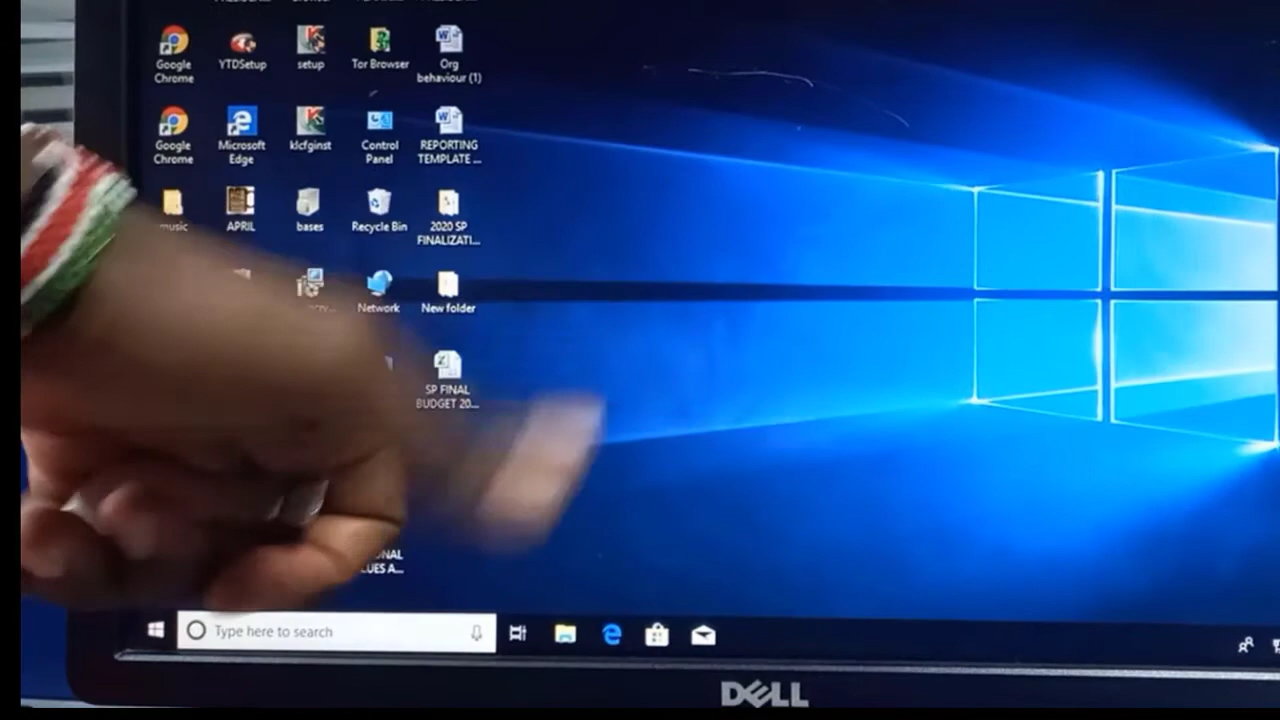 Google
Chrome
YTDSetup
setup
Tor Browser
Org
behaviour (1)
Google
Chrome
Microsoft
Edge
klcfginst
Control
Panel
REPORTING
TEMPLATE ...
music
APRIL
bases
Recycle Bin
2020 SP
FINALIZATI...
Network
New folder
SP FINAL
BUDGET 20...
Type here to search
DELL